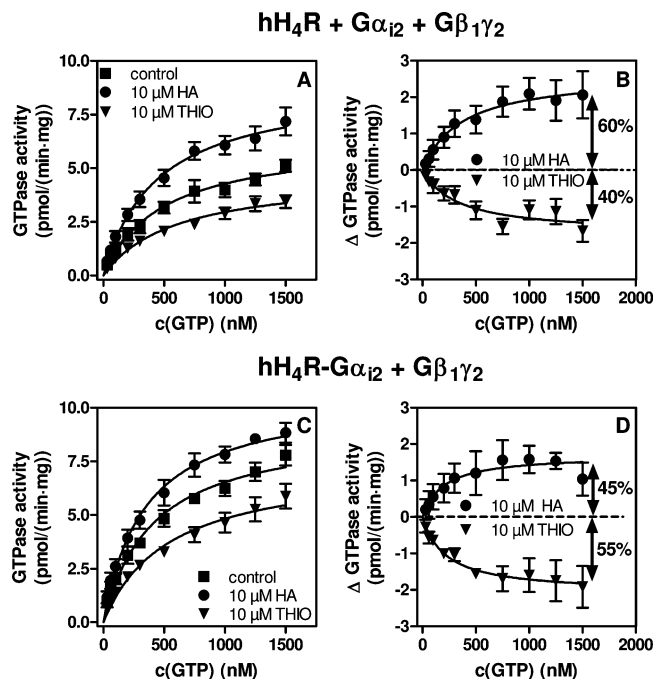 hH₄R + Gαᵢ₂ + Gβ₁γ₂
A
control
10 µM HA
10 µM THIO
GTPase activity
(pmol/(min·mg))
10.0
7.5
5.0
2.5
0.0
0 500 1000 1500
c(GTP) (nM)
B
Δ GTPase activity
(pmol/(min·mg))
3
2
1
0
-1
-2
-3
10 µM HA
10 µM THIO
60%
40%
0 500 1000 1500 2000
c(GTP) (nM)
hH₄R-Gαᵢ₂ + Gβ₁γ₂
C
GTPase activity
(pmol/(min·mg))
10.0
7.5
5.0
2.5
0.0
control
10 µM HA
10 µM THIO
0 500 1000 1500
c(GTP) (nM)
D
Δ GTPase activity
(pmol/(min·mg))
3
2
1
0
-1
-2
-3
10 µM HA
10 µM THIO
45%
55%
0 500 1000 1500 2000
c(GTP) (nM)